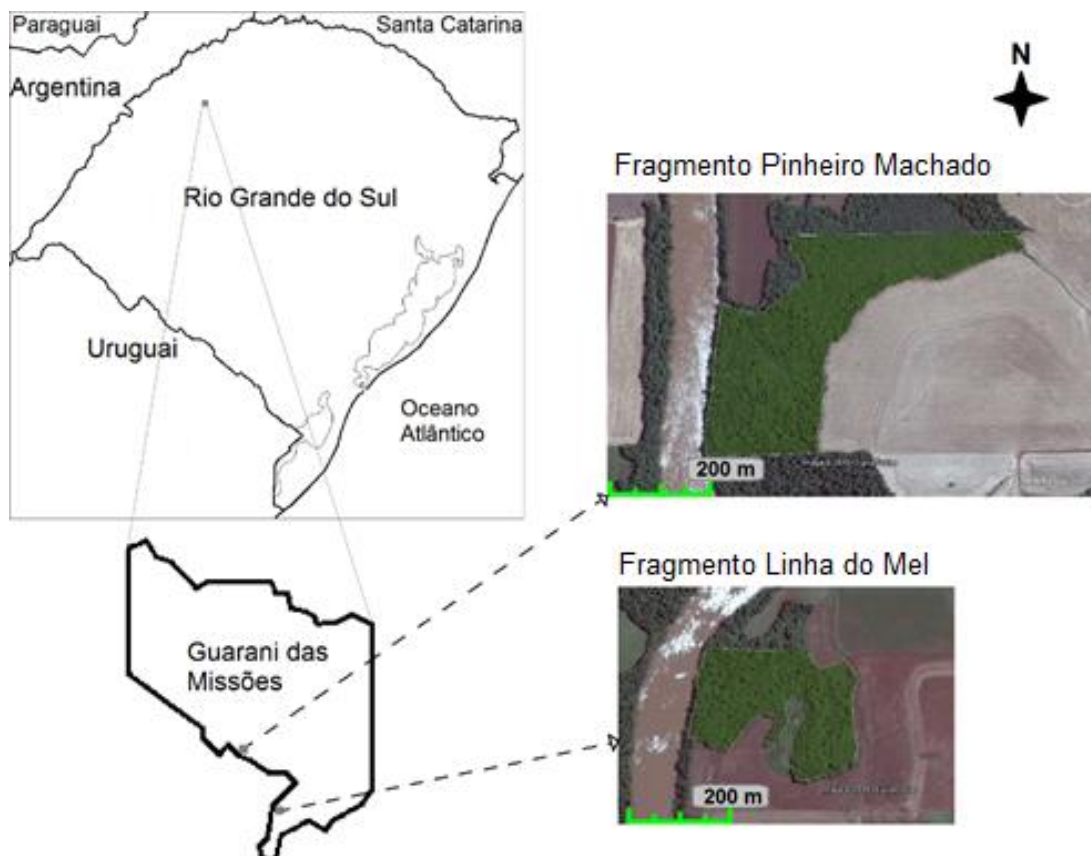 Paraguai
Santa Catarina
Argentina
Rio Grande do Sul
Uruguai
Oceano
Atlântico
Guarani das
Missões
N
Fragmento Pinheiro Machado
200 m
Fragmento Linha do Mel
200 m